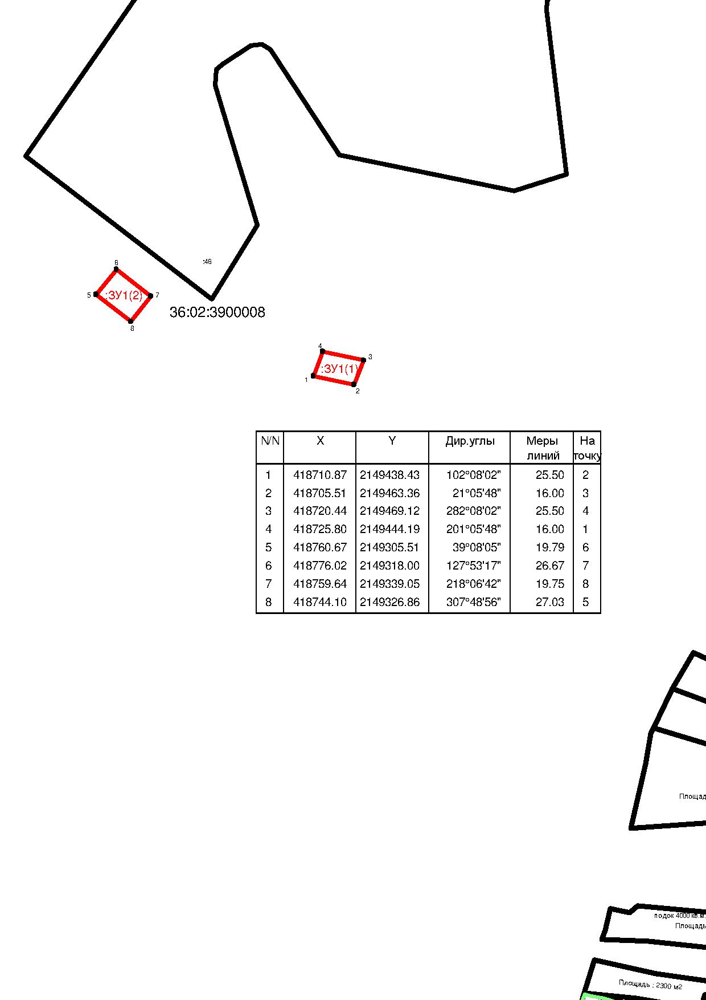 :46
6
5 :ЗУ1(2) 7
8
36:02:3900008
4
3
:ЗУ1(1)
1
2
N/N X Y Дир.углы Меры линий На точку
1 418710.87 2149438.43 102°08'02" 25.50 2
2 418705.51 2149463.36 21°05'48" 16.00 3
3 418720.44 2149469.12 282°08'02" 25.50 4
4 418725.80 2149444.19 201°05'48" 16.00 1
5 418760.67 2149305.51 39°08'05" 19.79 6
6 418776.02 2149318.00 127°53'17" 26.67 7
7 418759.64 2149339.05 218°06'42" 19.75 8
8 418744.10 2149326.86 307°48'56" 27.03 5
Площад
подок 4000 кв.м.
Площадь
Площадь : 2300 м2